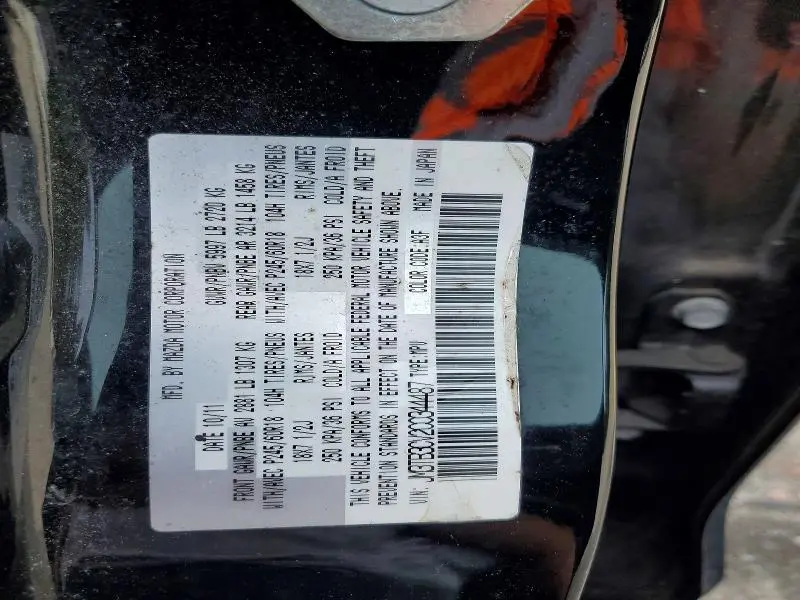 MFD. BY MAZDA MOTOR CORPORATION
DATE 10/11 GVWR/PNBV 5997 LB 2720 KG
FRONT GAWR/PNBE AV 2881 LB 1307 KG REAR GAWR/PNBE AR 3214 LB 1458 KG
WITH/AVEC P245/60R18 104H TIRES/PNEUS WITH/AVEC P245/60R18 104H TIRES/PNEUS
18X7 1/2J RIMS/JANTES 18X7 1/2J RIMS/JANTES
250 KPA/36 PSI COLD/A FROID 250 KPA/36 PSI COLD/A FROID
THIS VEHICLE CONFORMS TO ALL APPLICABLE FEDERAL MOTOR VEHICLE SAFETY AND THEFT
PREVENTION STANDARDS IN EFFECT ON THE DATE OF MANUFACTURE SHOWN ABOVE.
VIN: JM3TB3CV2C0344487 TYPE:MPV COLOR CODE:A3F MADE IN JAPAN